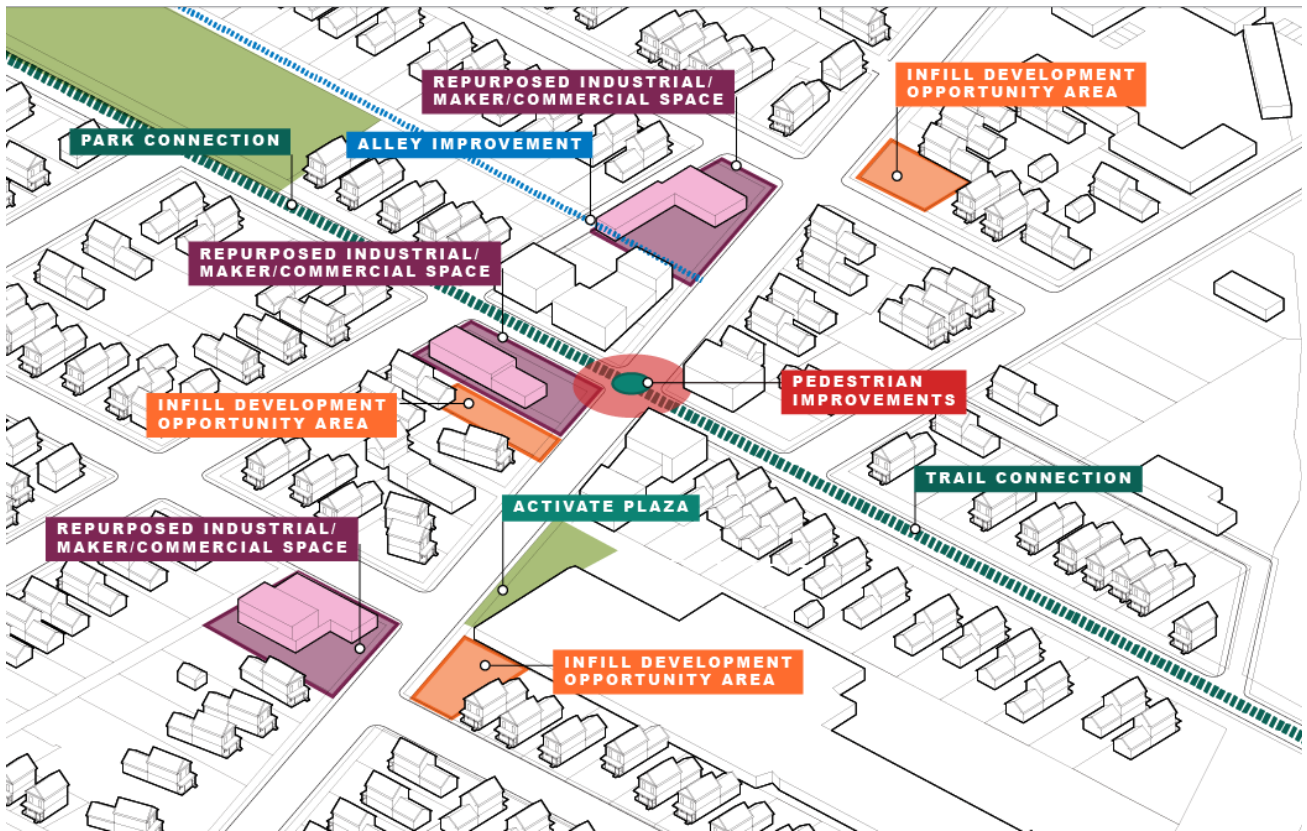 REPURPOSED INDUSTRIAL/
MAKER/COMMERCIAL SPACE
INFILL DEVELOPMENT
OPPORTUNITY AREA
PARK CONNECTION
ALLEY IMPROVEMENT
REPURPOSED INDUSTRIAL/
MAKER/COMMERCIAL SPACE
PEDESTRIAN
IMPROVEMENTS
INFILL DEVELOPMENT
OPPORTUNITY AREA
TRAIL CONNECTION
ACTIVATE PLAZA
REPURPOSED INDUSTRIAL/
MAKER/COMMERCIAL SPACE
INFILL DEVELOPMENT
OPPORTUNITY AREA